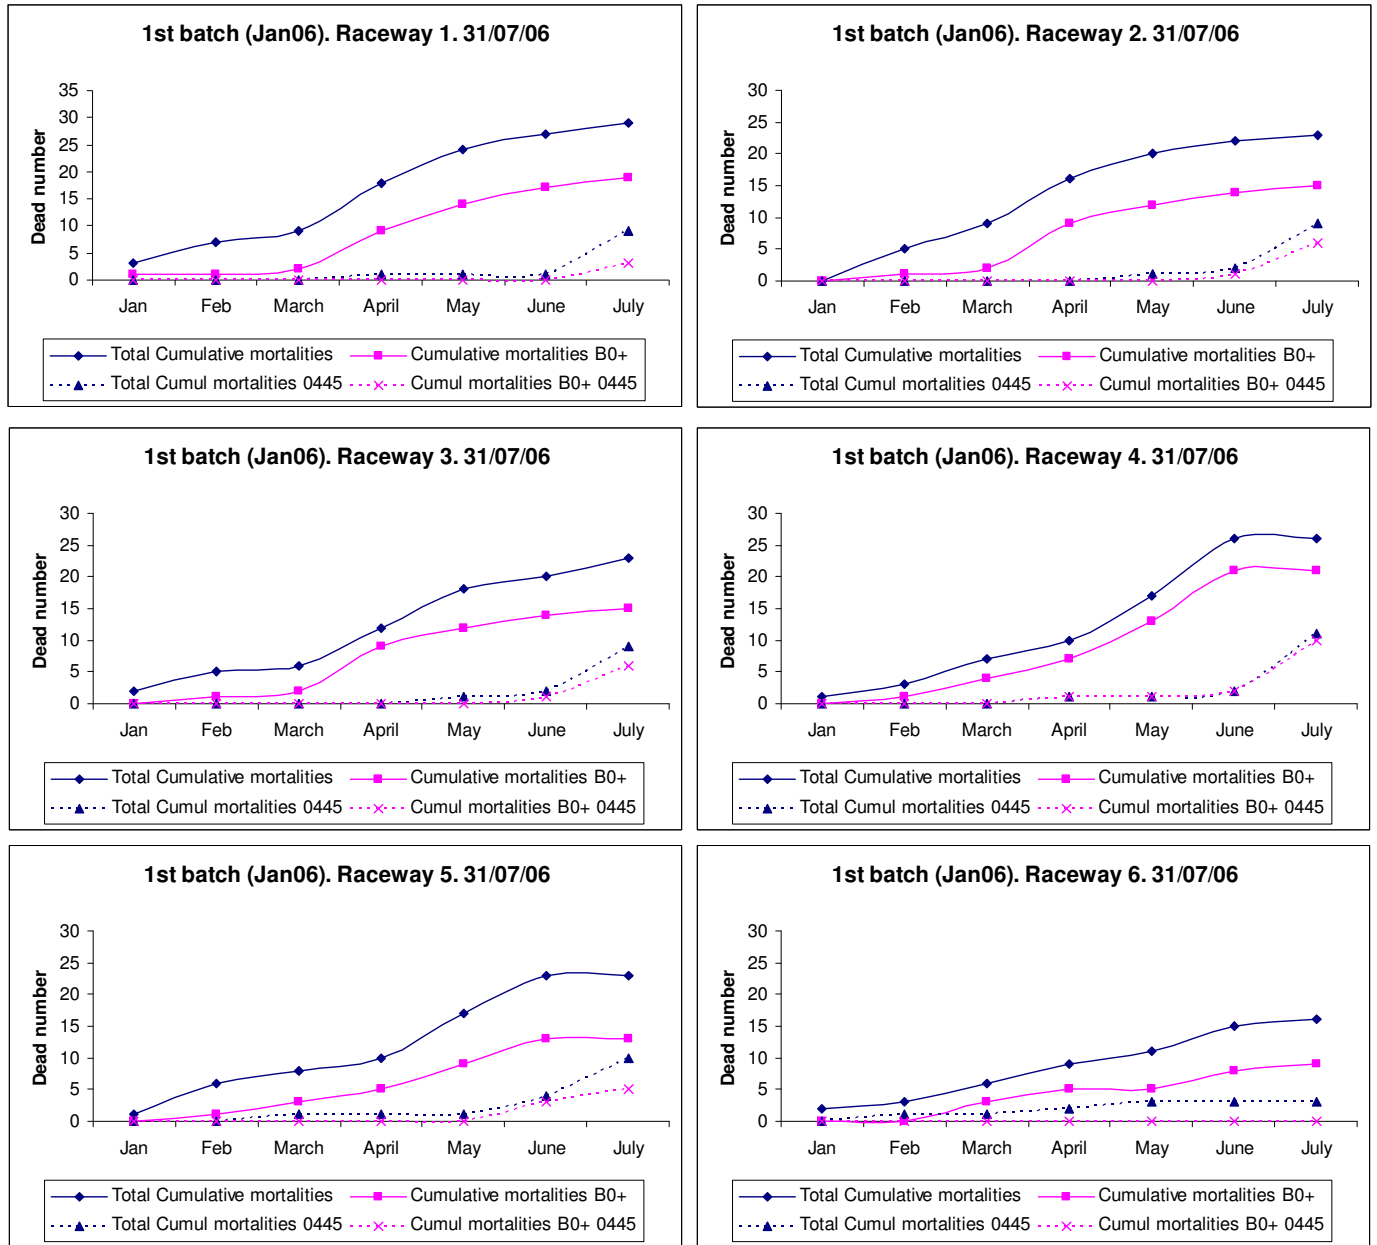 1st batch (Jan06). Raceway 1. 31/07/06
Dead number
35
30
25
20
15
10
5
0
Jan Feb March April May June July
Total Cumulative mortalities Cumulative mortalities B0+
Total Cumul mortalities 0445 Cumul mortalities B0+ 0445
1st batch (Jan06). Raceway 2. 31/07/06
Dead number
30
25
20
15
10
5
0
Jan Feb March April May June July
Total Cumulative mortalities Cumulative mortalities B0+
Total Cumul mortalities 0445 Cumul mortalities B0+ 0445
1st batch (Jan06). Raceway 3. 31/07/06
Dead number
30
25
20
15
10
5
0
Jan Feb March April May June July
Total Cumulative mortalities Cumulative mortalities B0+
Total Cumul mortalities 0445 Cumul mortalities B0+ 0445
1st batch (Jan06). Raceway 4. 31/07/06
Dead number
30
25
20
15
10
5
0
Jan Feb March April May June July
Total Cumulative mortalities Cumulative mortalities B0+
Total Cumul mortalities 0445 Cumul mortalities B0+ 0445
1st batch (Jan06). Raceway 5. 31/07/06
Dead number
30
25
20
15
10
5
0
Jan Feb March April May June July
Total Cumulative mortalities Cumulative mortalities B0+
Total Cumul mortalities 0445 Cumul mortalities B0+ 0445
1st batch (Jan06). Raceway 6. 31/07/06
Dead number
30
25
20
15
10
5
0
Jan Feb March April May June July
Total Cumulative mortalities Cumulative mortalities B0+
Total Cumul mortalities 0445 Cumul mortalities B0+ 0445